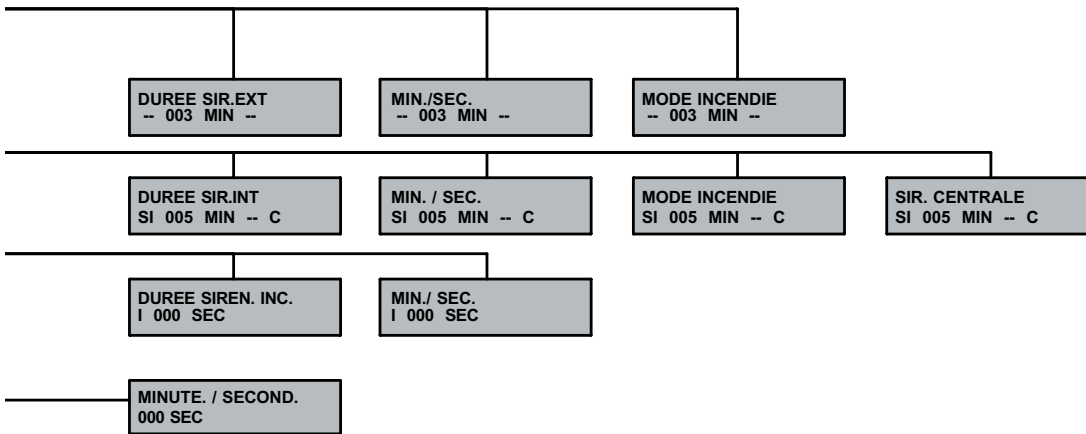 DUREE SIR.EXT
-- 003 MIN --
MIN./SEC.
-- 003 MIN --
MODE INCENDIE
-- 003 MIN --
DUREE SIR.INT
SI 005 MIN -- C
MIN. / SEC.
SI 005 MIN -- C
MODE INCENDIE
SI 005 MIN -- C
SIR. CENTRALE
SI 005 MIN -- C
DUREE SIREN. INC.
I 000 SEC
MIN./ SEC.
I 000 SEC
MINUTE. / SECOND.
000 SEC